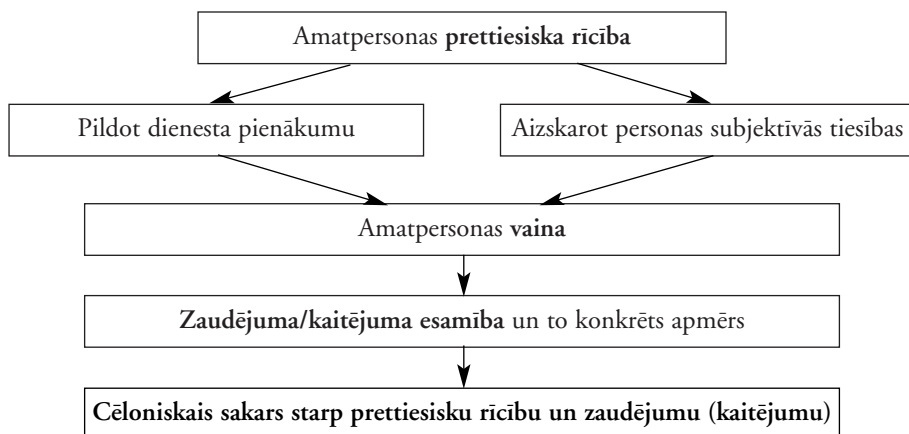 Amatpersonas prettiesiska rīcība
Pildot dienesta pienākumu
Aizskarot personas subjektīvās tiesības
Amatpersonas vaina
Zaudējuma/kaitējuma esamība un to konkrēts apmērs
Cēloniskais sakars starp prettiesisku rīcību un zaudējumu (kaitējumu)